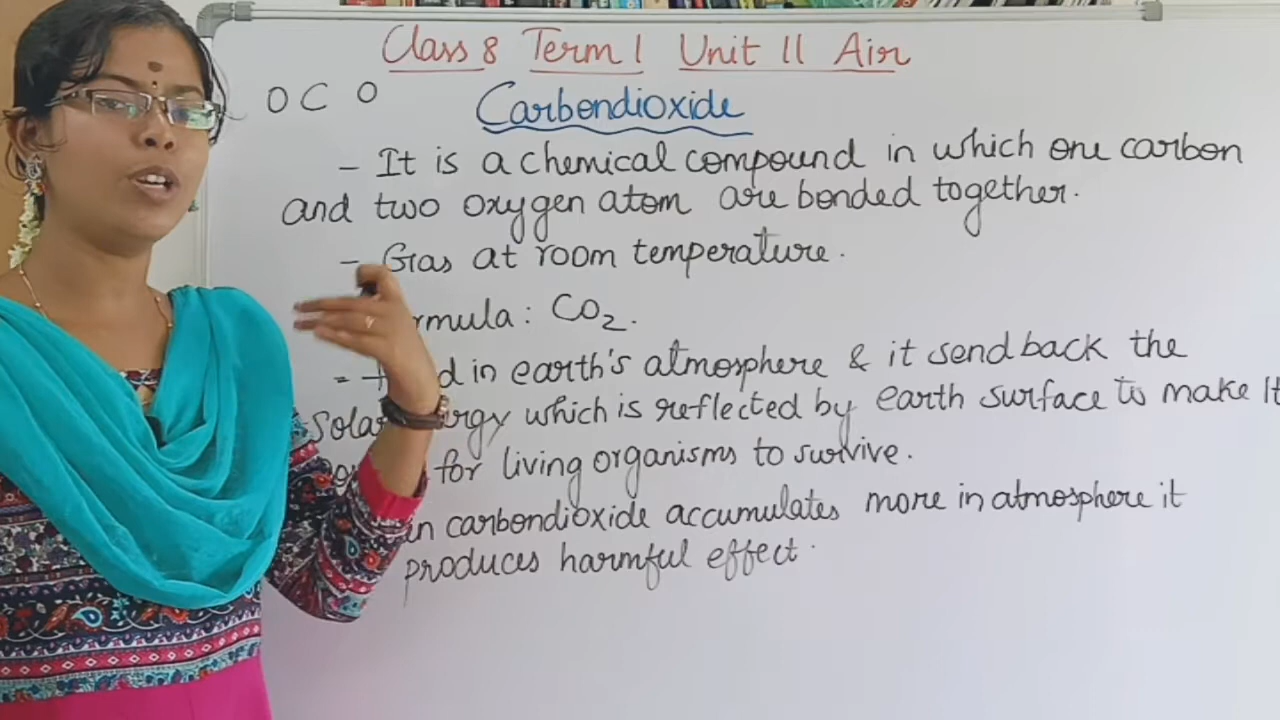 Class 8 Term 1 Unit 11 Air
O C O
Carbondioxide
- It is a chemical compound in which one carbon
and two oxygen atom are bonded together.
- Gas at room temperature.
rmula: CO2.
d in earth's atmosphere & it send back the
Solar rgy which is reflected by earth surface to make it
for living organisms to survive.
in carbondioxide accumulates more in atmosphere it
produces harmful effect.